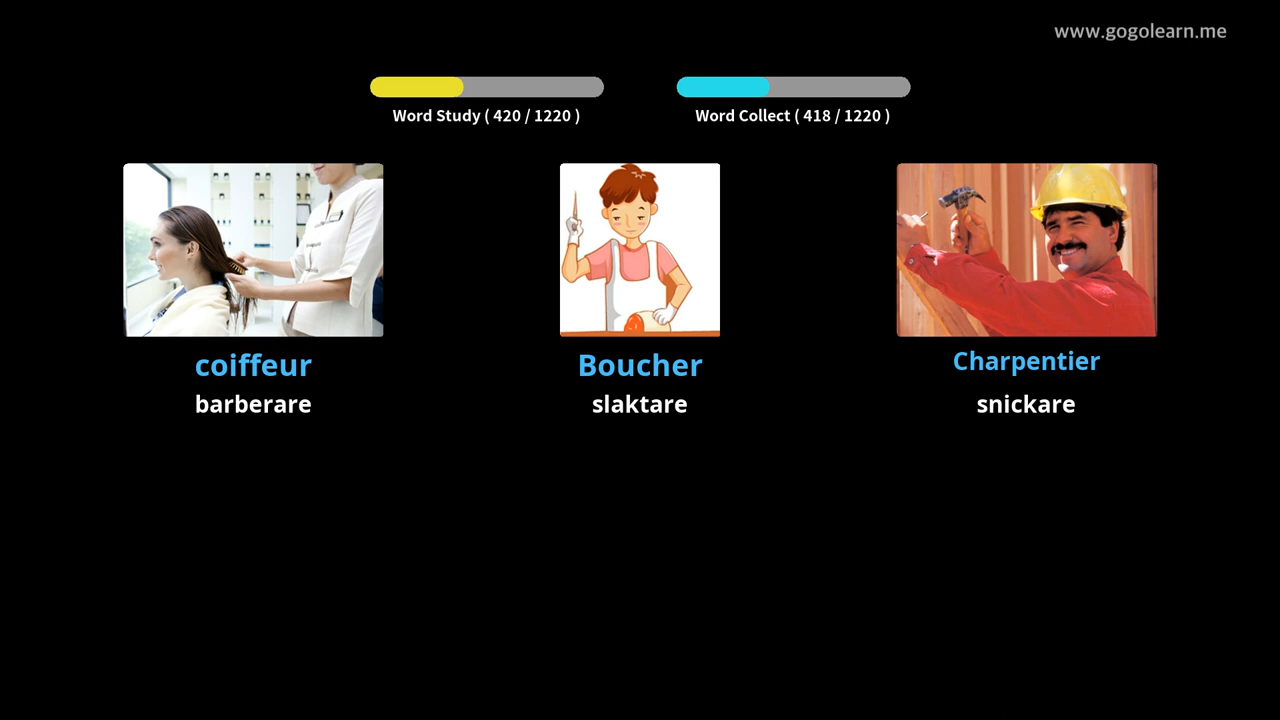 www.gogolearn.me
Word Study ( 420 / 1220 )
Word Collect ( 418 / 1220 )
coiffeur
Boucher
Charpentier
barberare
slaktare
snickare